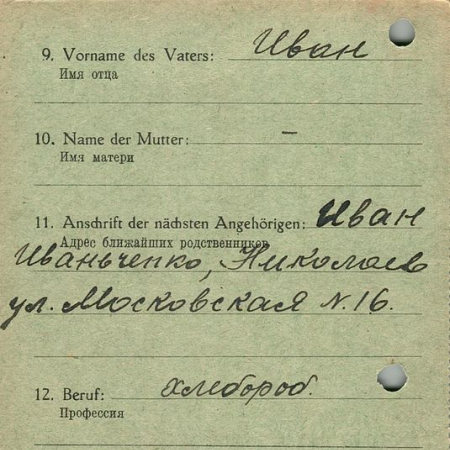 9. Vorname des Vaters: Иван
Имя отца
10. Name der Mutter: –
Имя матери
11. Anschrift der nächsten Angehörigen: Иван
Адрес ближайших родственников
Иваньченко, Николаев
ул. Московская N. 16.
12. Beruf: хлебороб.
Профессия